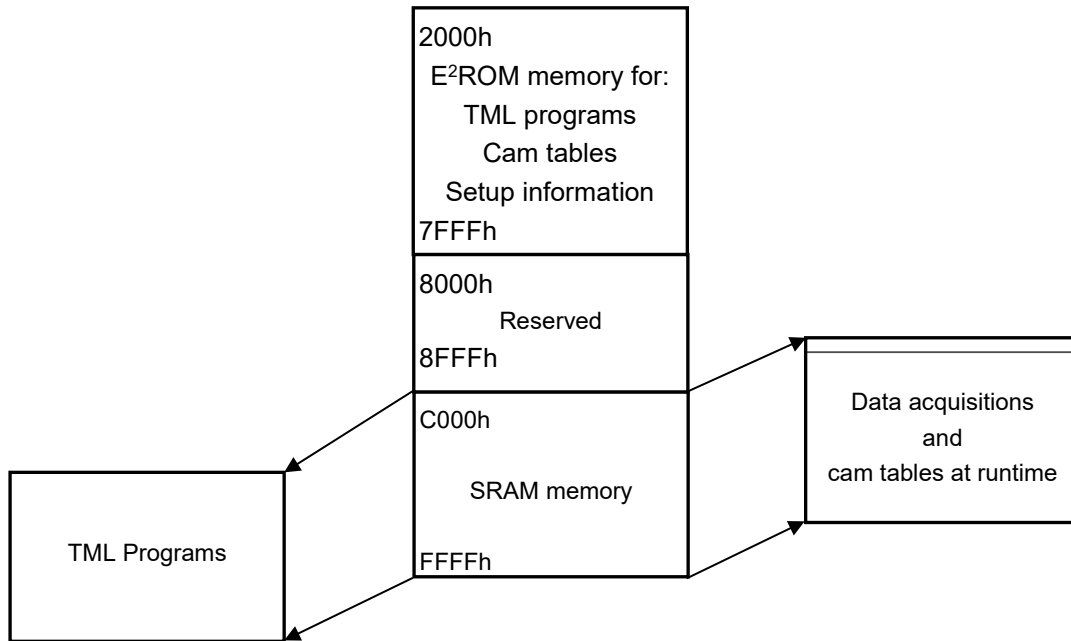 2000h
E²ROM memory for:
TML programs
Cam tables
Setup information
7FFFh
8000h
Reserved
8FFFh
C000h
SRAM memory
FFFFh
TML Programs
Data acquisitions
and
cam tables at runtime